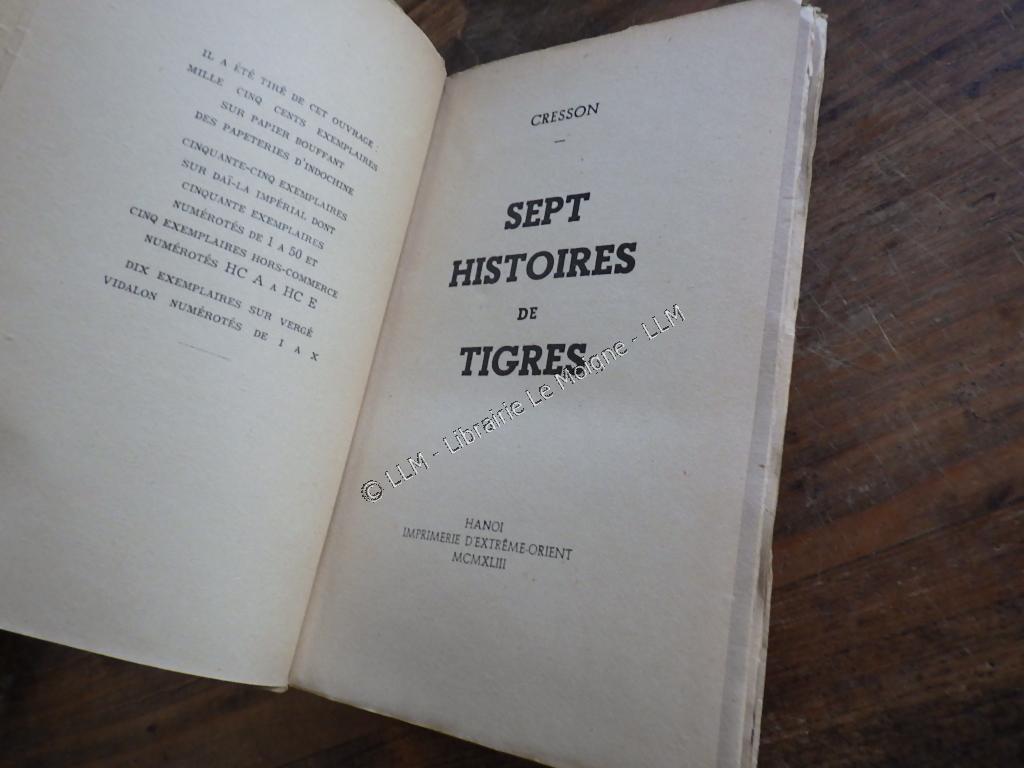 IL A ÉTÉ TIRÉ DE CET OUVRAGE :
MILLE CINQ CENTS EXEMPLAIRES
SUR PAPIER BOUFFANT
DES PAPETERIES D'INDOCHINE
CINQUANTE-CINQ EXEMPLAIRES
SUR DAÏ-LA IMPÉRIAL DONT
CINQUANTE EXEMPLAIRES
NUMÉROTÉS DE 1 A 50 ET
CINQ EXEMPLAIRES HORS-COMMERCE
NUMÉROTÉS HC A A HC E
DIX EXEMPLAIRES SUR VERGÉ
VIDALON NUMÉROTÉS DE I A X
CRESSON
SEPT
HISTOIRES
DE
TIGRES
© LLM - Librairie Le Moigne - LLM
HANOI
IMPRIMERIE D'EXTRÊME-ORIENT
MCMXLIII